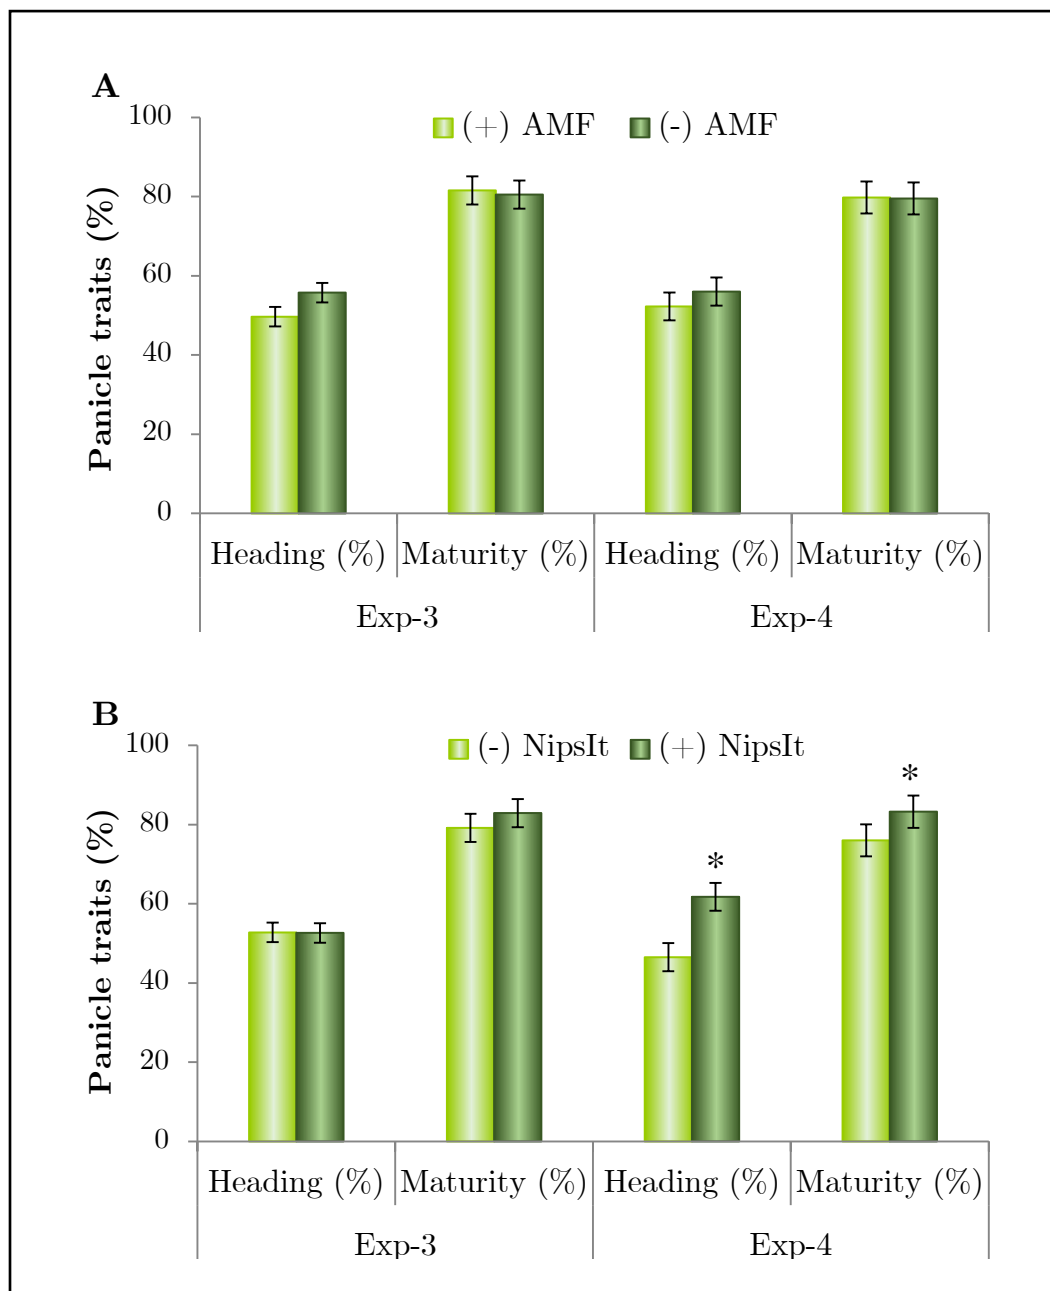 A
100
(+) AMF (-) AMF
80
60
40
20
0
Panicle traits (%)
Heading (%) Maturity (%) Heading (%) Maturity (%)
Exp-3 Exp-4
B
100
(-) NipsIt (+) NipsIt
*
80
*
60
40
20
0
Panicle traits (%)
Heading (%) Maturity (%) Heading (%) Maturity (%)
Exp-3 Exp-4